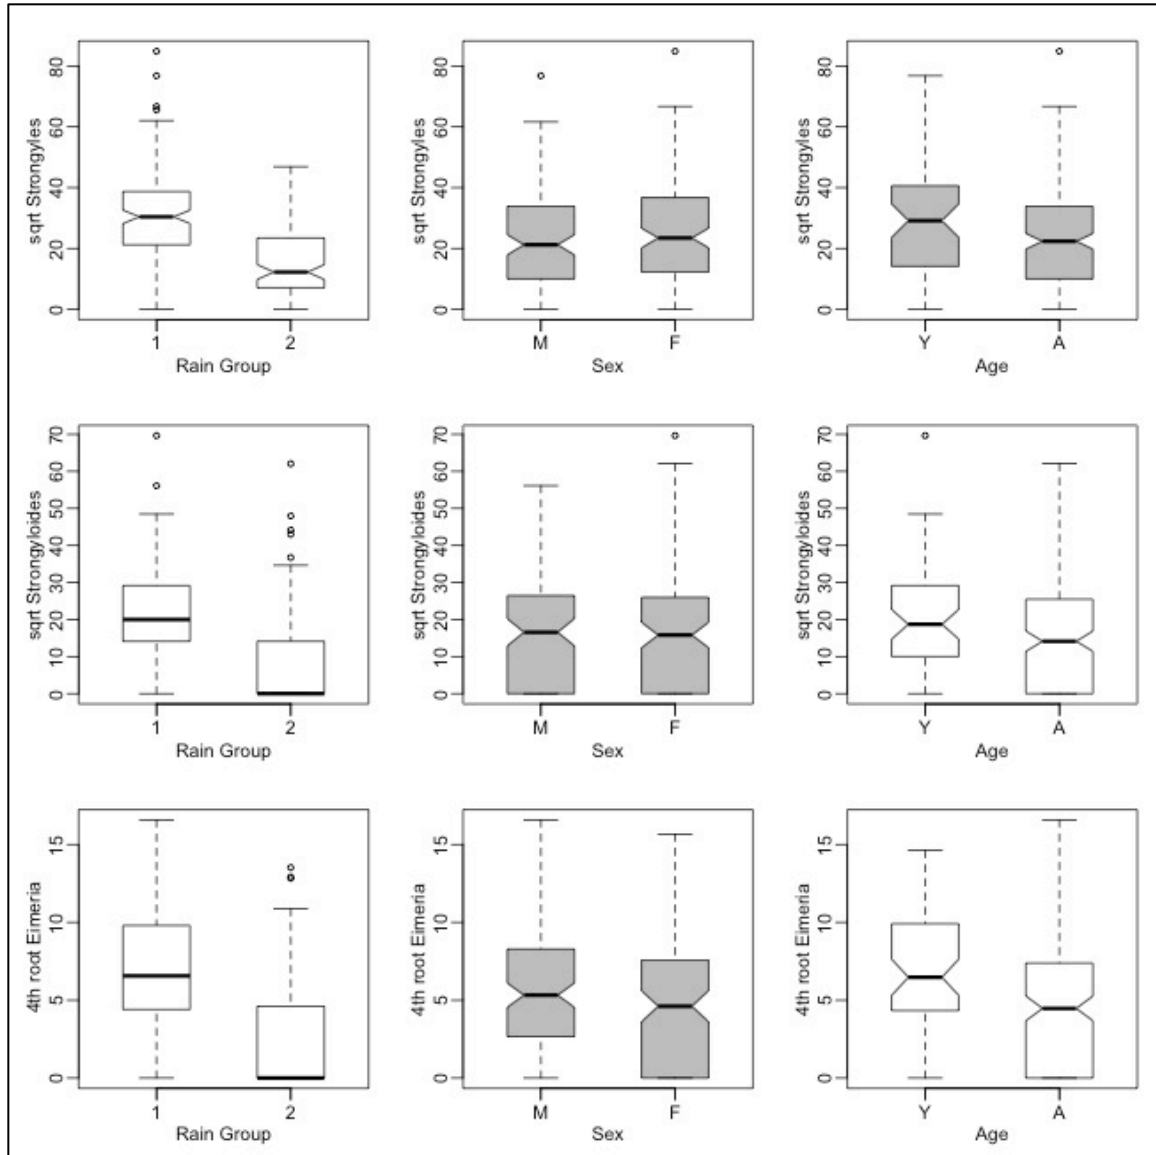 sqrt Strongyles
0 20 40 60 80
1 2
Rain Group
sqrt Strongyles
0 20 40 60 80
M F
Sex
sqrt Strongyles
0 20 40 60 80
Y A
Age
sqrt Strongyloides
0 10 20 30 40 50 60 70
1 2
Rain Group
sqrt Strongyloides
0 10 20 30 40 50 60 70
M F
Sex
sqrt Strongyloides
0 10 20 30 40 50 60 70
Y A
Age
4th root Eimeria
0 5 10 15
1 2
Rain Group
4th root Eimeria
0 5 10 15
M F
Sex
4th root Eimeria
0 5 10 15
Y A
Age